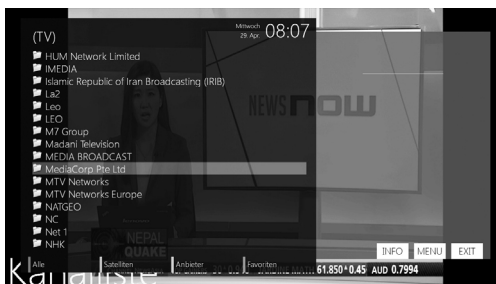 (TV)
Mittwoch
29. Apr.
08:07
HUM Network Limited
IMEDIA
Islamic Republic of Iran Broadcasting (IRIB)
La2
Leo
LEO
M7 Group
Madani Television
MEDIA BROADCAST
MediaCorp Pte Ltd
MTV Networks
MTV Networks Europe
NATGEO
NC
Net 1
NHK
NEWS NOW
NEPAL
QUAKE
INFO
MENU
EXIT
Alle
Satelliten
Anbieter
Favoriten
Kanalliste
61.850 0.45 AUD 0.7994